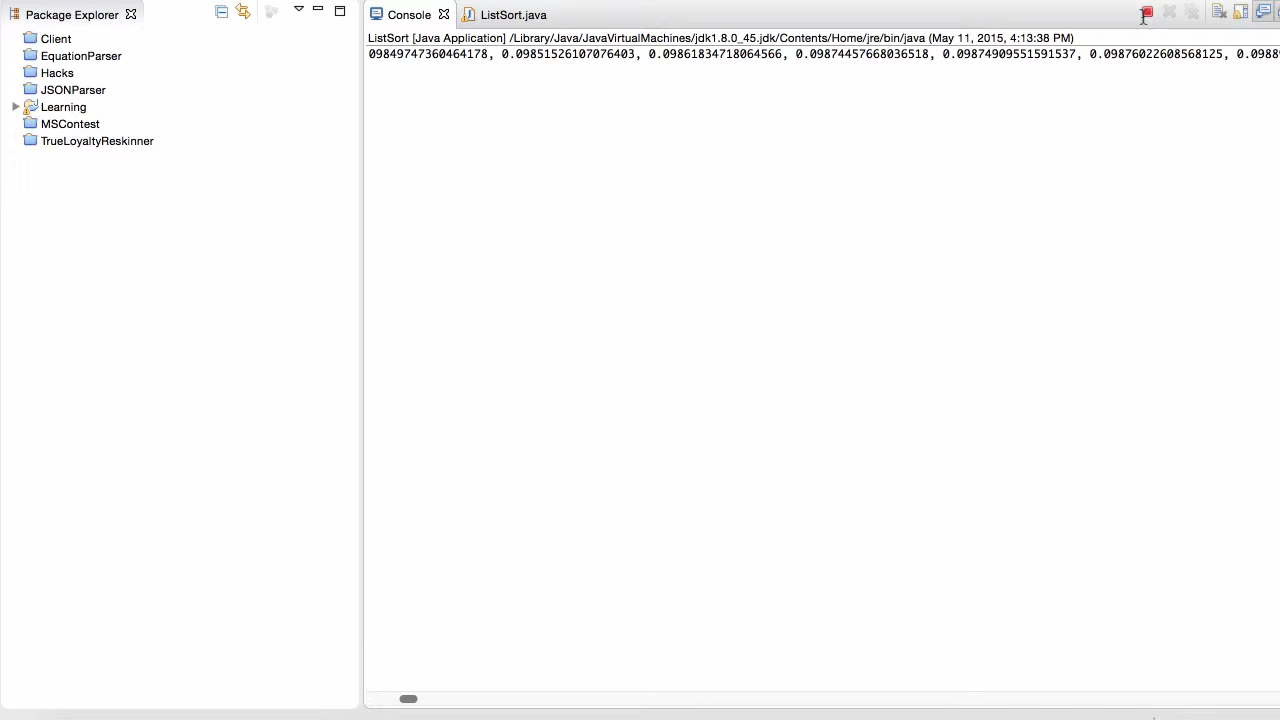 Package Explorer
Console
ListSort.java
ListSort [Java Application] /Library/Java/JavaVirtualMachines/jdk1.8.0_45.jdk/Contents/Home/jre/bin/java (May 11, 2015, 4:13:38 PM)
09849747360464178, 0.09851526107076403, 0.09861834718064566, 0.09874457668036518, 0.09874909551591537, 0.09876022608568125, 0.0988
Client
EquationParser
Hacks
JSONParser
Learning
MSContest
TrueLoyaltyReskinner